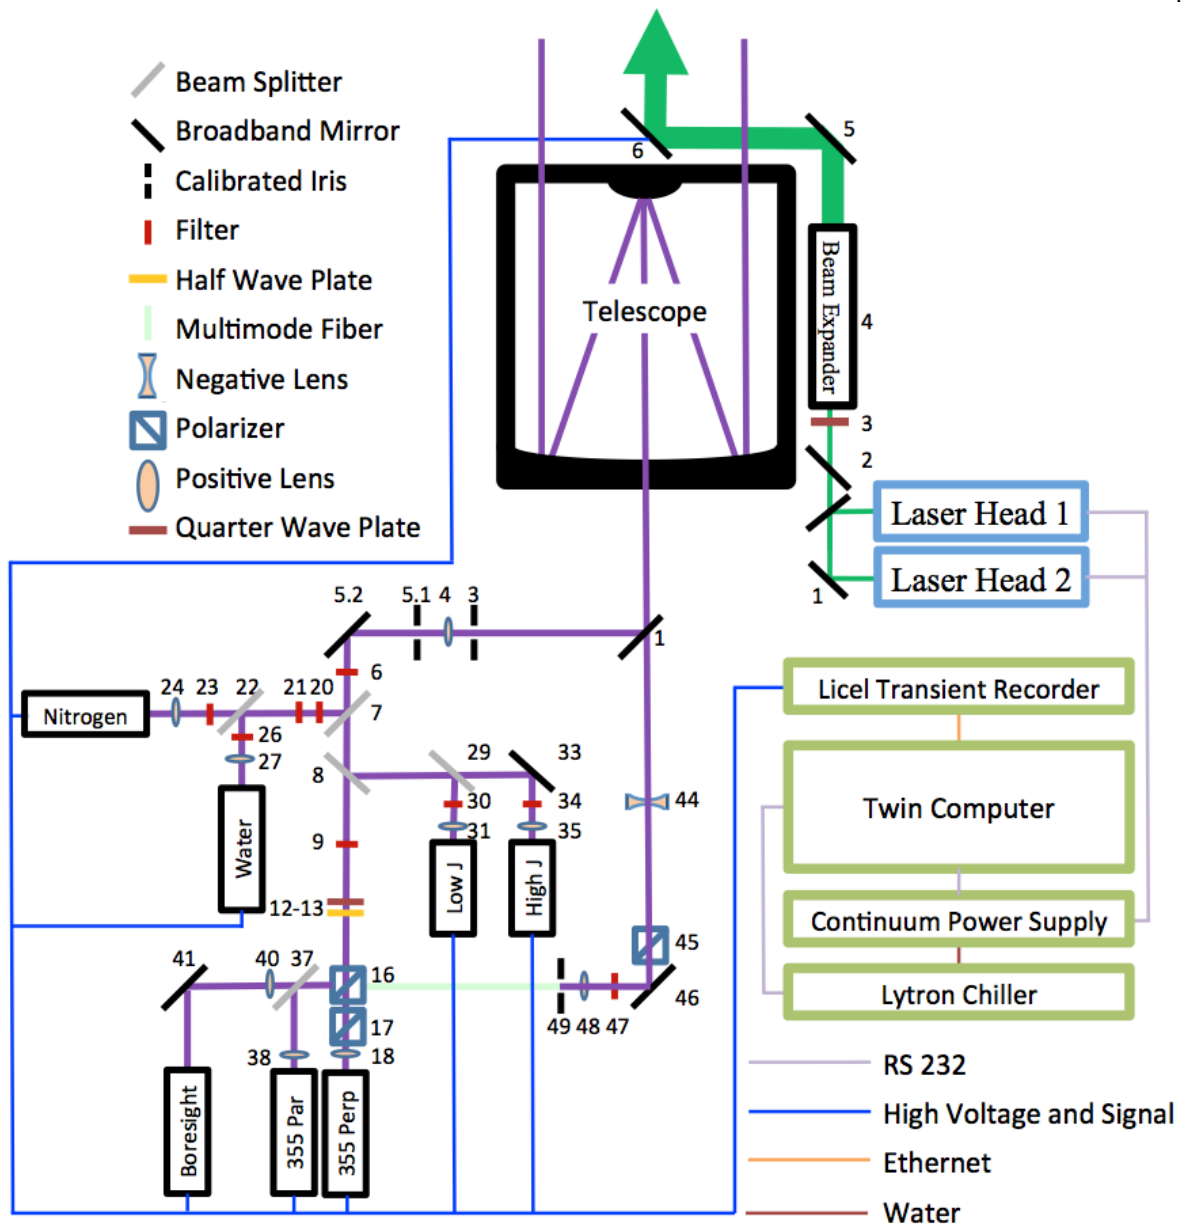 Beam Splitter
Broadband Mirror
Calibrated Iris
Filter
Half Wave Plate
Multimode Fiber
Negative Lens
Polarizer
Positive Lens
Quarter Wave Plate
5
6
Telescope
Beam Expander
4
3
2
Laser Head 1
Laser Head 2
1
5.2
5.1
4
3
1
6
24
23
22
21
20
7
Nitrogen
26
27
8
29
33
30
34
31
35
44
9
Water
Low J
High J
12-13
45
41
40
37
16
46
49
48
47
17
38
18
Boresight
355 Par
355 Perp
Licel Transient Recorder
Twin Computer
Continuum Power Supply
Lytron Chiller
RS 232
High Voltage and Signal
Ethernet
Water